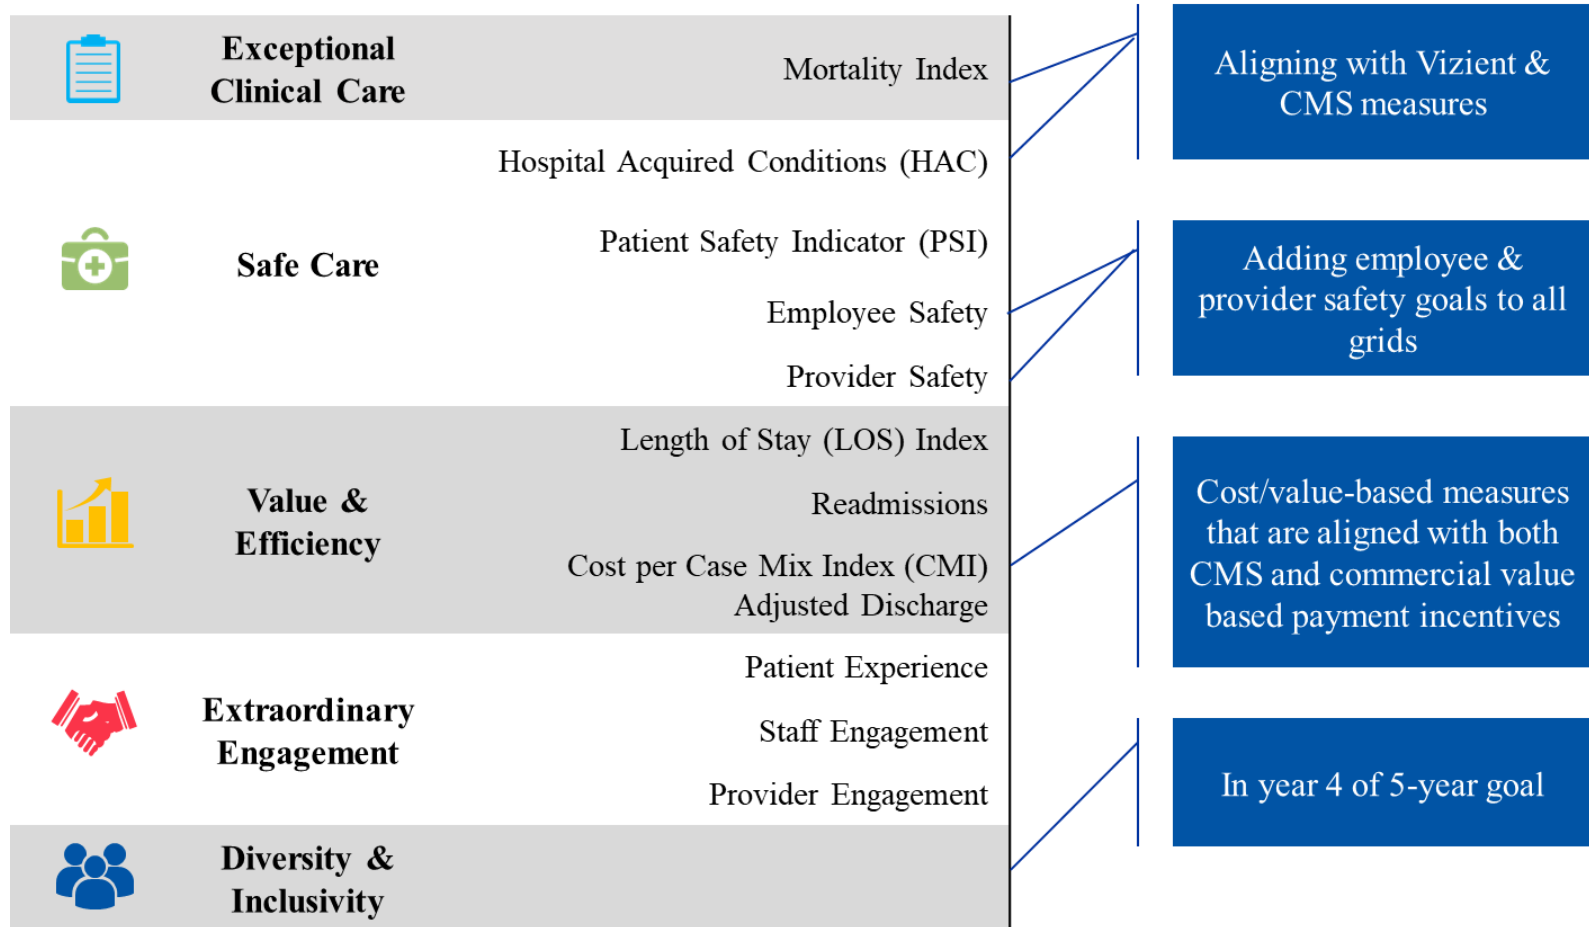 Exceptional
Clinical Care
Mortality Index
Aligning with Vizient &
CMS measures
Safe Care
Hospital Acquired Conditions (HAC)
Patient Safety Indicator (PSI)
Employee Safety
Provider Safety
Adding employee &
provider safety goals to all
grids
Value &
Efficiency
Length of Stay (LOS) Index
Readmissions
Cost per Case Mix Index (CMI)
Adjusted Discharge
Cost/value-based measures
that are aligned with both
CMS and commercial value
based payment incentives
Extraordinary
Engagement
Patient Experience
Staff Engagement
Provider Engagement
In year 4 of 5-year goal
Diversity &
Inclusivity